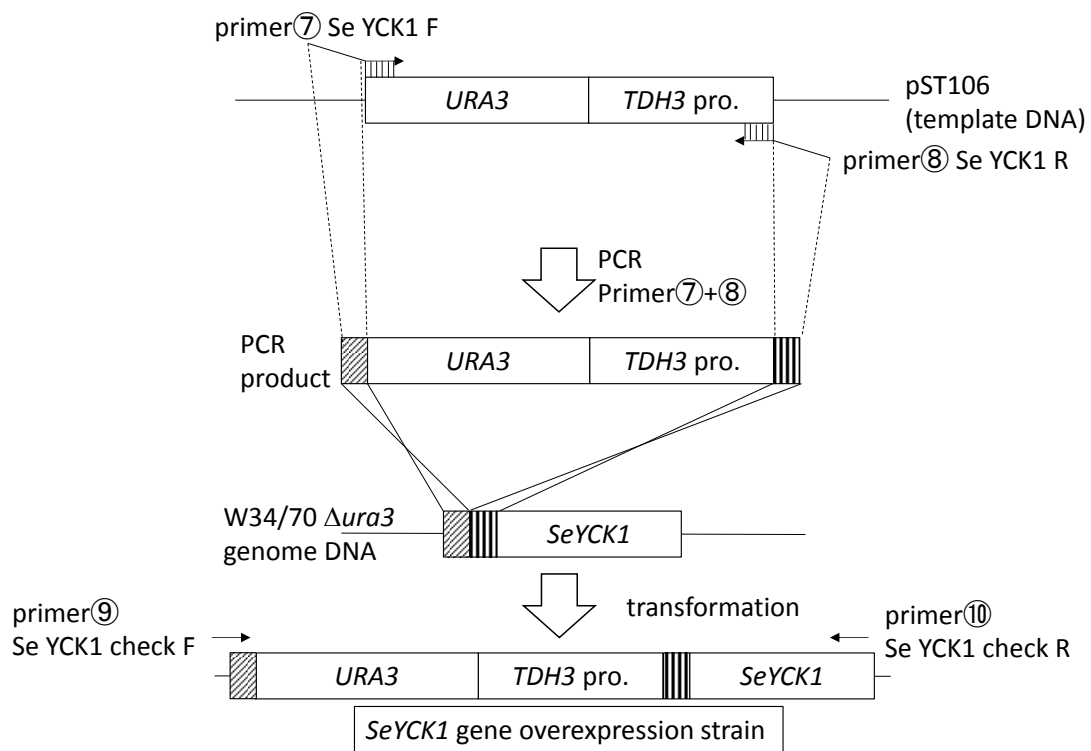 primer⑦ Se YCK1 F
URA3
TDH3 pro.
pST106
(template DNA)
primer⑧ Se YCK1 R
PCR
Primer⑦+⑧
PCR
product
URA3
TDH3 pro.
W34/70 Δura3
genome DNA
SeYCK1
transformation
primer⑨
Se YCK1 check F
primer⑩
Se YCK1 check R
URA3
TDH3 pro.
SeYCK1
SeYCK1 gene overexpression strain